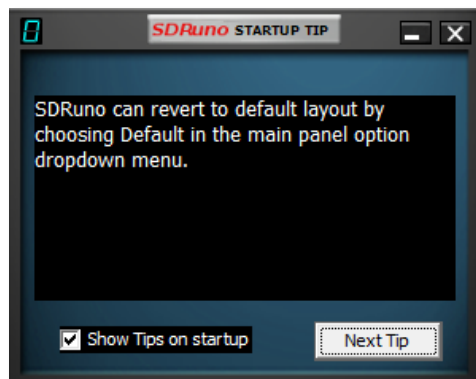 SDRuno STARTUP TIP
SDRuno can revert to default layout by
choosing Default in the main panel option
dropdown menu.
Show Tips on startup
Next Tip